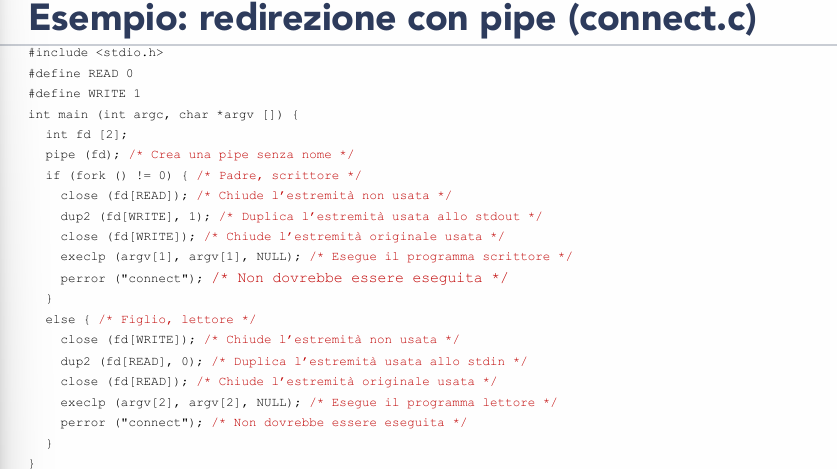 Esempio: redirezione con pipe (connect.c)
#include <stdio.h>
#define READ 0
#define WRITE 1
int main (int argc, char *argv []) {
int fd [2];
pipe (fd); /* Crea una pipe senza nome */
if (fork () != 0) { /* Padre, scrittore */
close (fd[READ]); /* Chiude l’estremità non usata */
dup2 (fd[WRITE], 1); /* Duplica l’estremità usata allo stdout */
close (fd[WRITE]); /* Chiude l’estremità originale usata */
execlp (argv[1], argv[1], NULL); /* Esegue il programma scrittore */
perror ("connect"); /* Non dovrebbe essere eseguita */
}
else { /* Figlio, lettore */
close (fd[WRITE]); /* Chiude l’estremità non usata */
dup2 (fd[READ], 0); /* Duplica l’estremità usata allo stdin */
close (fd[READ]); /* Chiude l’estremità originale usata */
execlp (argv[2], argv[2], NULL); /* Esegue il programma lettore */
perror ("connect"); /* Non dovrebbe essere eseguita */
}
}